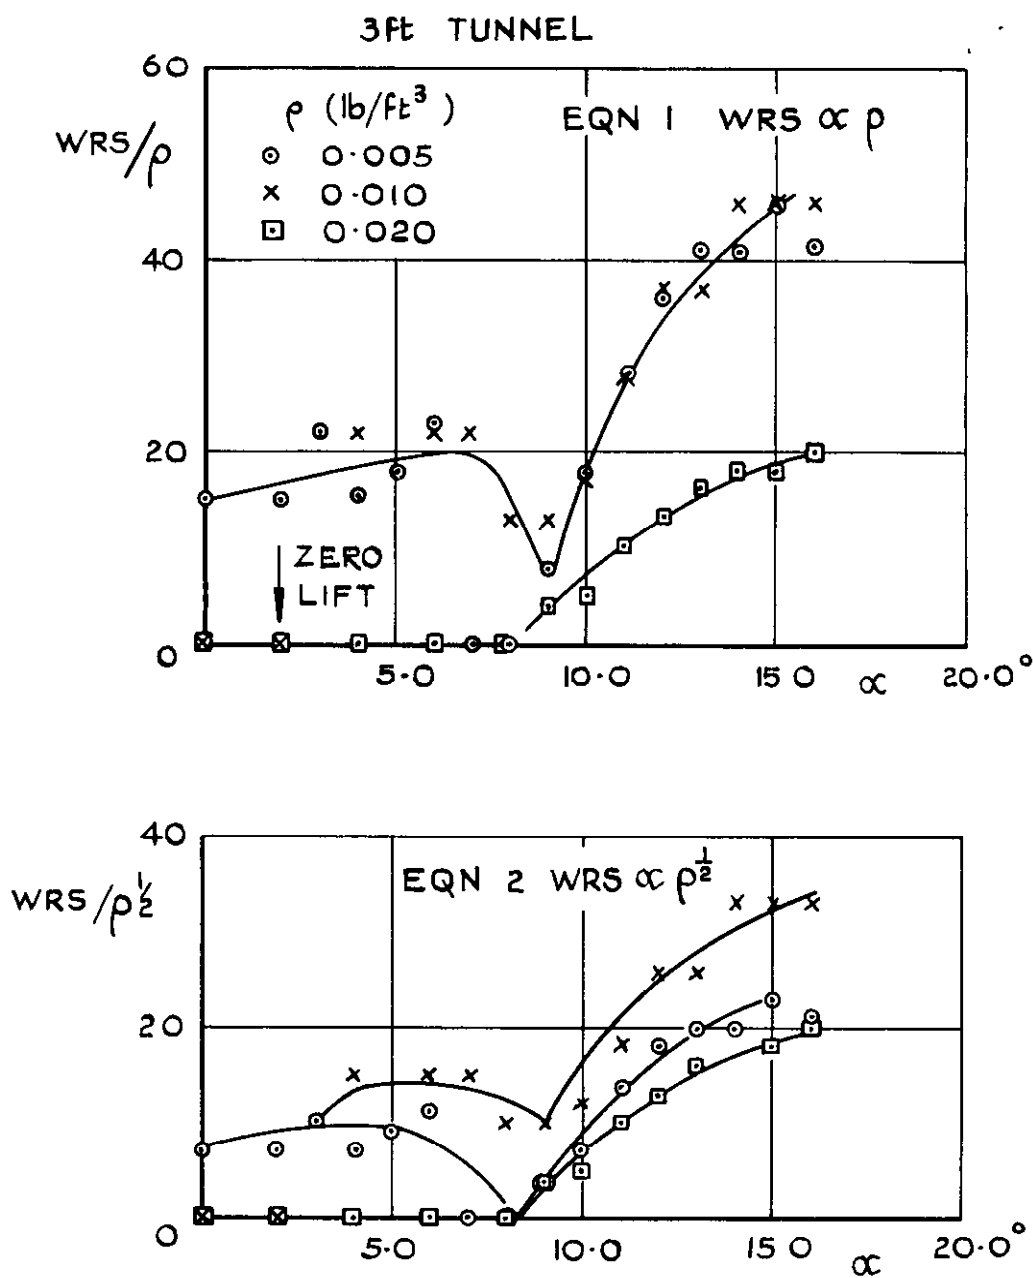 3ft TUNNEL
60
WRS/ρ
ρ (lb/ft³)
⊙ 0·005
× 0·010
⊡ 0·020
EQN 1 WRS ∝ ρ
40
20
ZERO
LIFT
0
5·0
10·0
15 0
∝
20·0°
40
WRS/ρ½
EQN 2 WRS ∝ ρ½
20
0
5·0
10·0
15 0
∝
20·0°